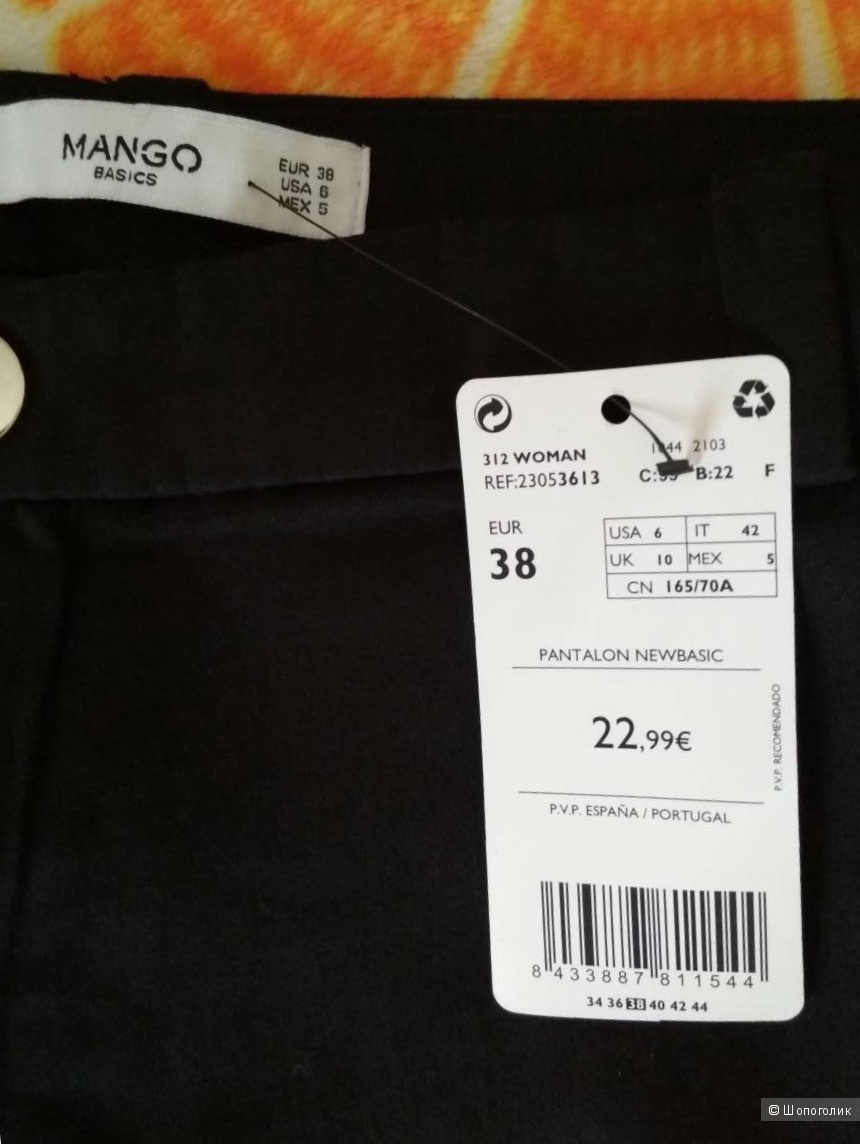 MANGO
BASICS
EUR 38
USA 6
MEX 5
312 WOMAN
2103
REF:23053613
B:22 F
EUR
38
USA 6 IT 42
UK 10 MEX 5
CN 165/70A
PANTALON NEWBASIC
22,99€
P.V.P. RECOMENDADO
P.V.P. ESPAÑA / PORTUGAL
8 433887 811544
34 36 38 40 42 44
© Шопоголик